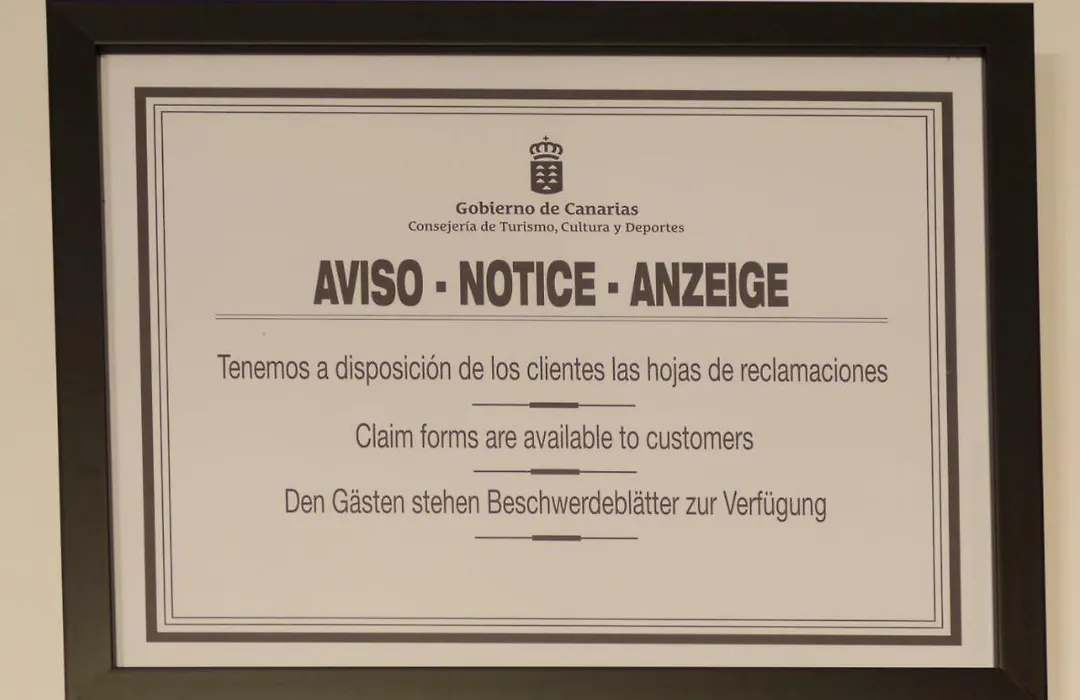 Gobierno de Canarias
Consejería de Turismo, Cultura y Deportes
AVISO - NOTICE - ANZEIGE
Tenemos a disposición de los clientes las hojas de reclamaciones
Claim forms are available to customers
Den Gästen stehen Beschwerdeblätter zur Verfügung